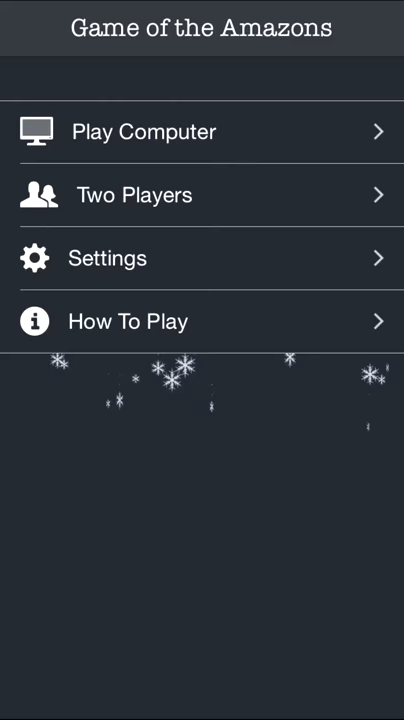 Game of the Amazons
Play Computer
Two Players
Settings
How To Play